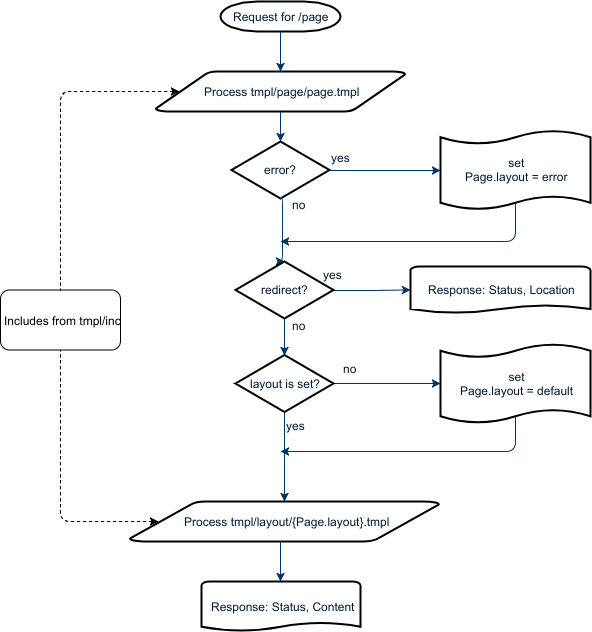 Request for /page
Process tmpl/page/page.tmpl
error?
yes
set
Page.layout = error
no
redirect?
yes
Response: Status, Location
Includes from tmpl/inc
no
layout is set?
no
set
Page.layout = default
yes
Process tmpl/layout/{Page.layout}.tmpl
Response: Status, Content